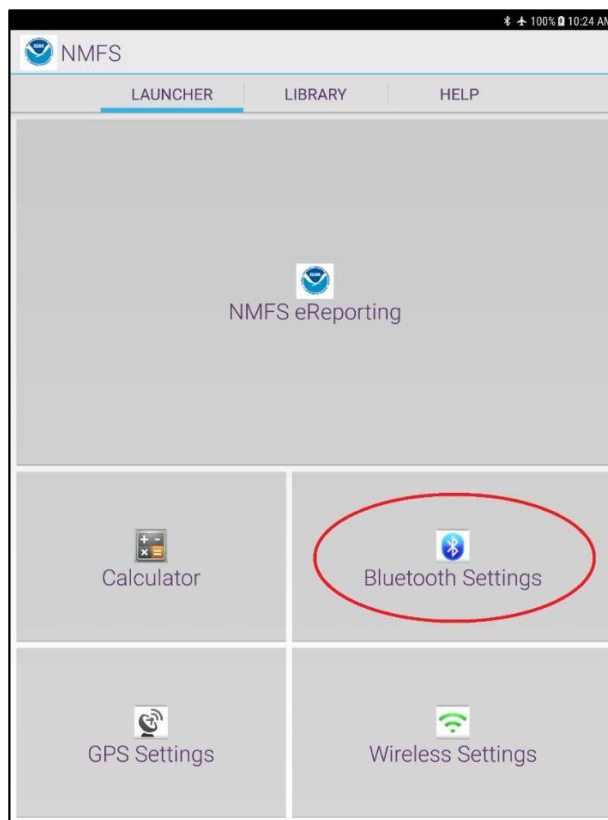 100% 10:24 AM
NMFS
LAUNCHER LIBRARY HELP
NMFS eReporting
Calculator
Bluetooth Settings
GPS Settings
Wireless Settings